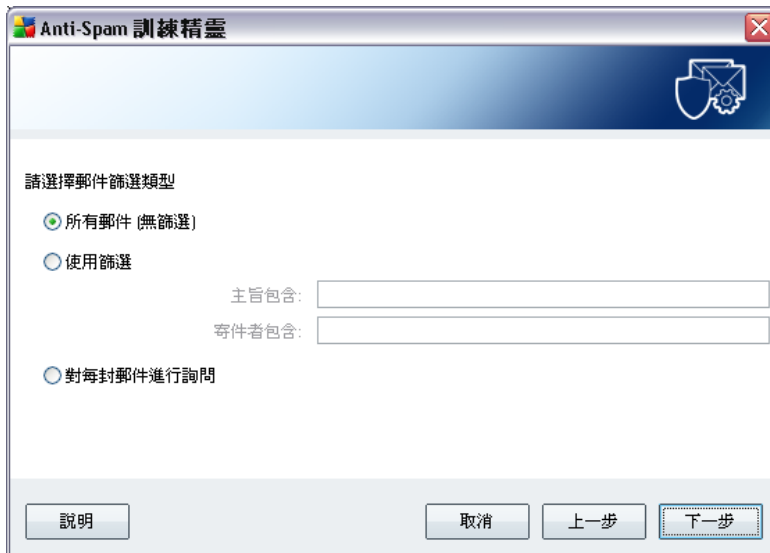 Anti-Spam 訓練精靈
請選擇郵件篩選類型
所有郵件 (無篩選)
使用篩選
主旨包含:
寄件者包含:
對每封郵件進行詢問
說明
取消
上一步
下一步